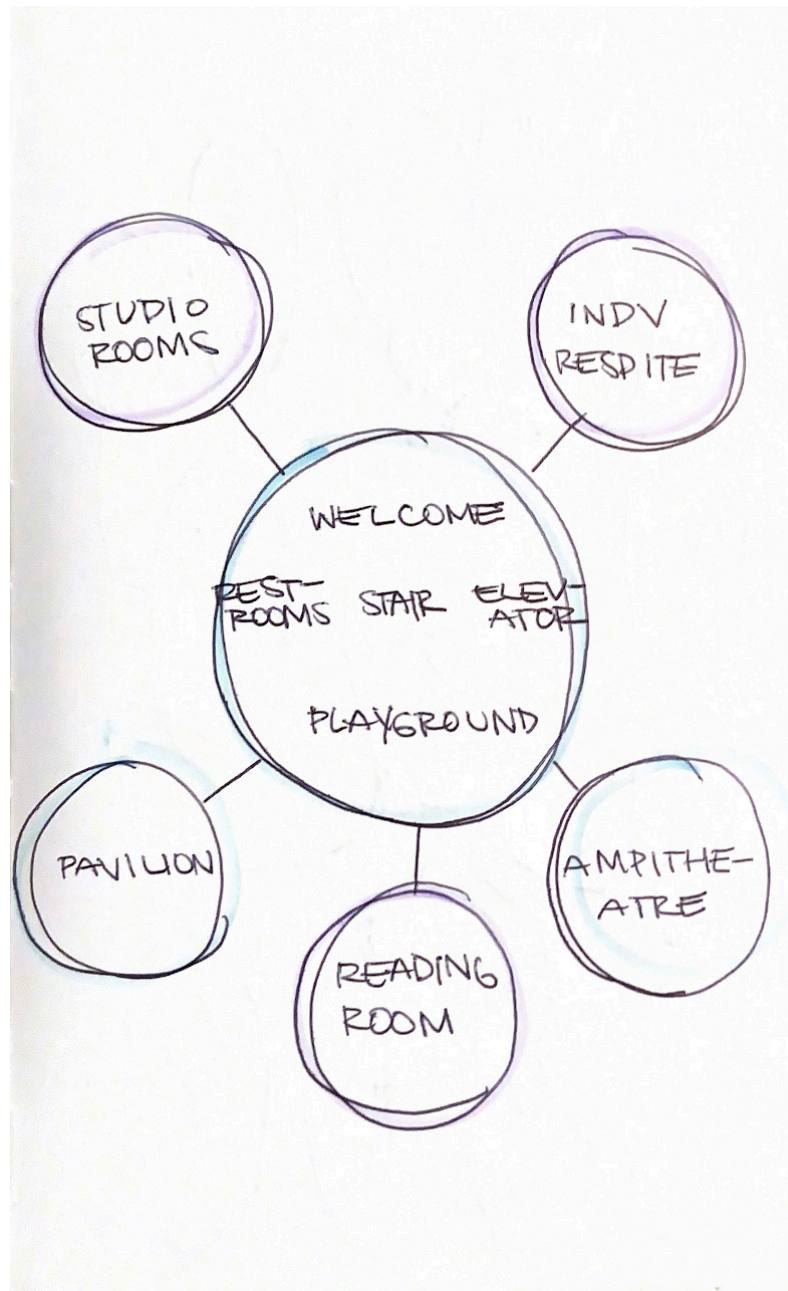 STUDIO
ROOMS
INDV
RESPITE
WELCOME
REST-
ROOMS
STAIR
ELEV-
ATOR
PLAYGROUND
PAVILION
AMPITHE-
ATRE
READING
ROOM